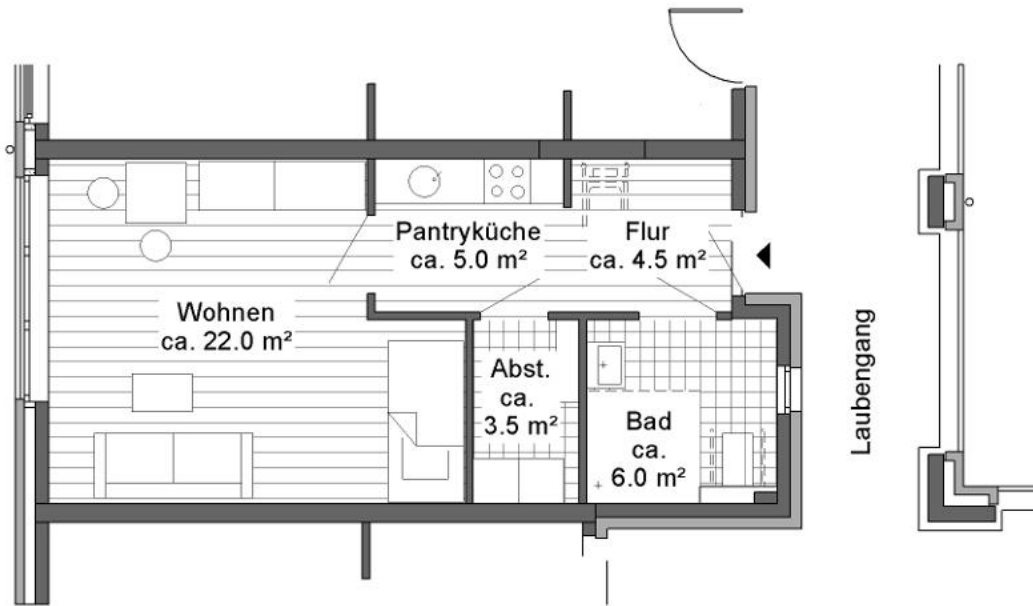 Pantryküche
ca. 5.0 m²
Flur
ca. 4.5 m²
Wohnen
ca. 22.0 m²
Abst.
ca.
3.5 m²
Bad
ca.
6.0 m²
Laubengang